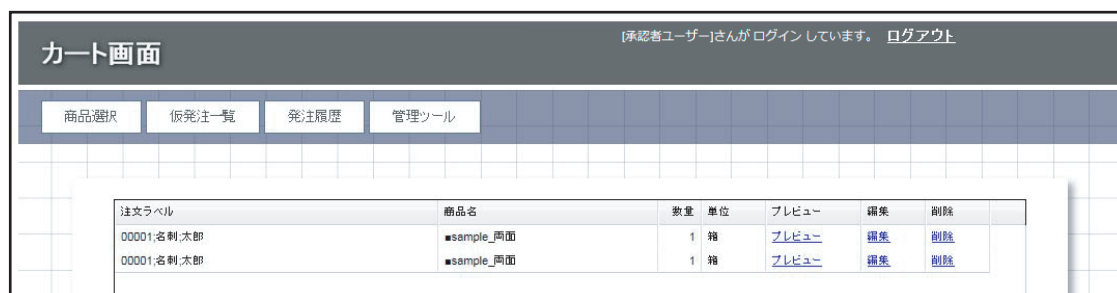 [承認者ユーザー]さんが ログイン しています。 ログアウト
カート画面
商品選択 仮発注一覧 発注履歴 管理ツール
注文ラベル 商品名 数量 単位 プレビュー 編集 削除
00001;名刺;太郎 ■sample_両面 1 箱 プレビュー 編集 削除
00001;名刺;太郎 ■sample_両面 1 箱 プレビュー 編集 削除